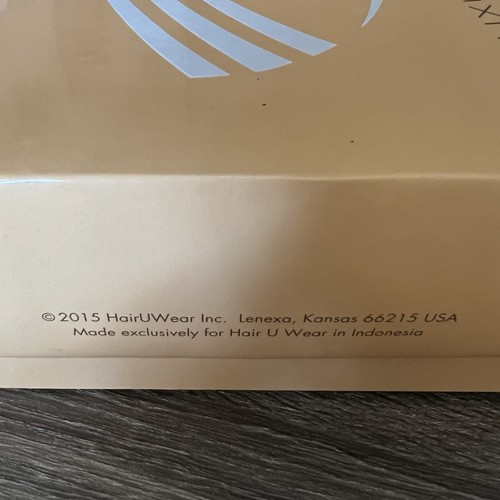 ©2015 HairUWear Inc. Lenexa, Kansas 66215 USA
Made exclusively for Hair U Wear in Indonesia